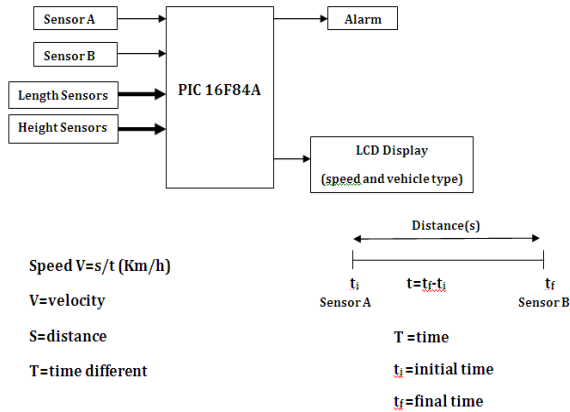 Sensor A
Sensor B
Length Sensors
Height Sensors
PIC 16F84A
Alarm
LCD Display
(speed and vehicle type)
Distance(s)
ti
t=tf-ti
tf
Sensor A
Sensor B
Speed V=s/t (Km/h)
V=velocity
S=distance
T=time different
T =time
ti =initial time
tf =final time